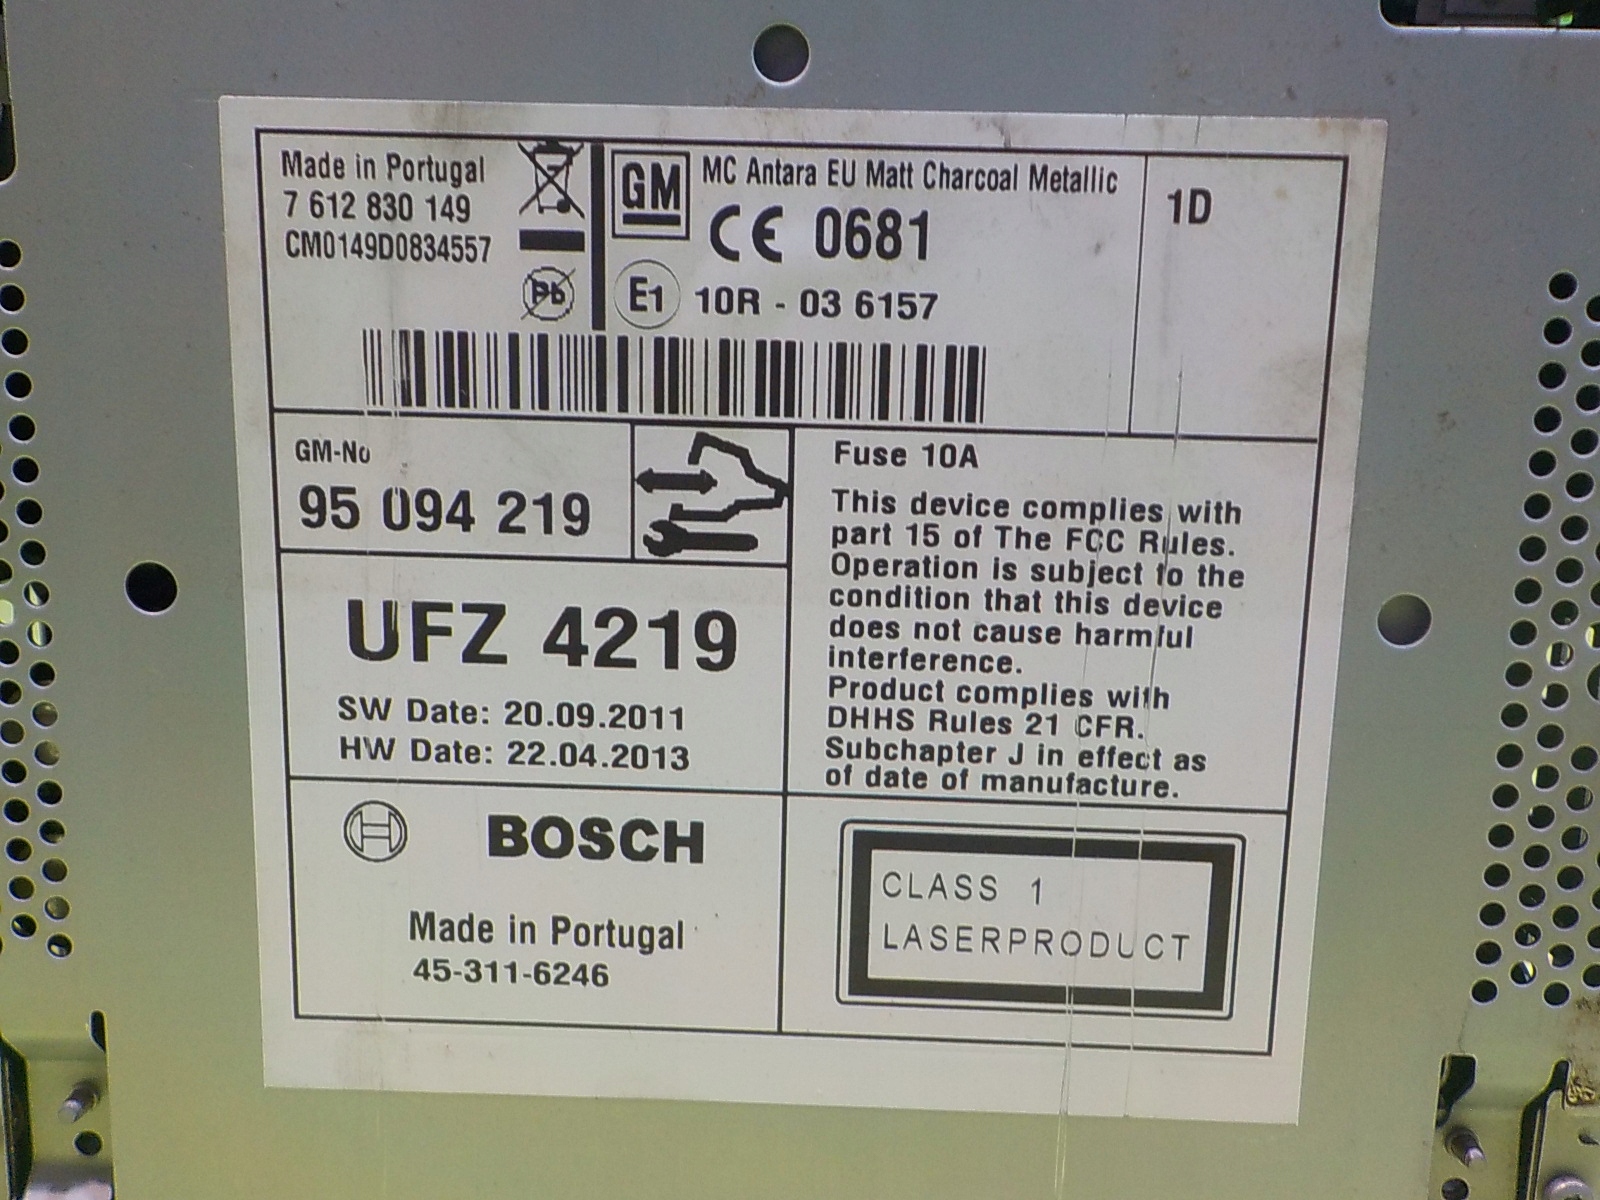 Made in Portugal
7 612 830 149
CM0149D0834557
Pb
GM
MC Antara EU Matt Charcoal Metallic
CE 0681
E1 10R - 03 6157
1D
GM-No
95 094 219
UFZ 4219
SW Date: 20.09.2011
HW Date: 22.04.2013
Fuse 10A
This device complies with
part 15 of The FCC Rules.
Operation is subject to the
condition that this device
does not cause harmful
interference.
Product complies with
DHHS Rules 21 CFR.
Subchapter J in effect as
of date of manufacture.
BOSCH
Made in Portugal
45-311-6246
CLASS 1
LASERPRODUCT